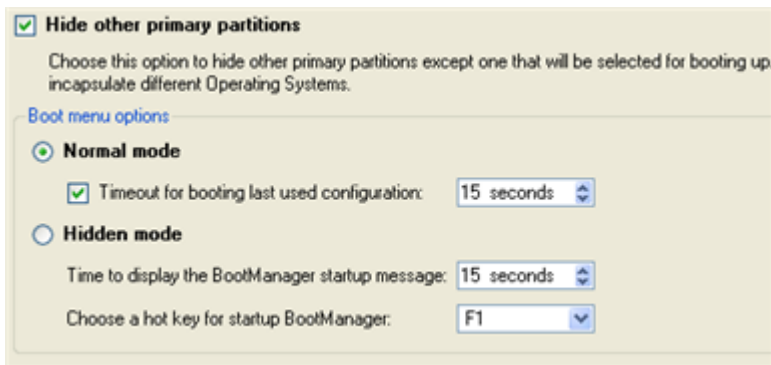 Hide other primary partitions
Choose this option to hide other primary partitions except one that will be selected for booting up,
incapsulate different Operating Systems.
Boot menu options
Normal mode
Timeout for booting last used configuration: 15 seconds
Hidden mode
Time to display the BootManager startup message: 15 seconds
Choose a hot key for startup BootManager: F1